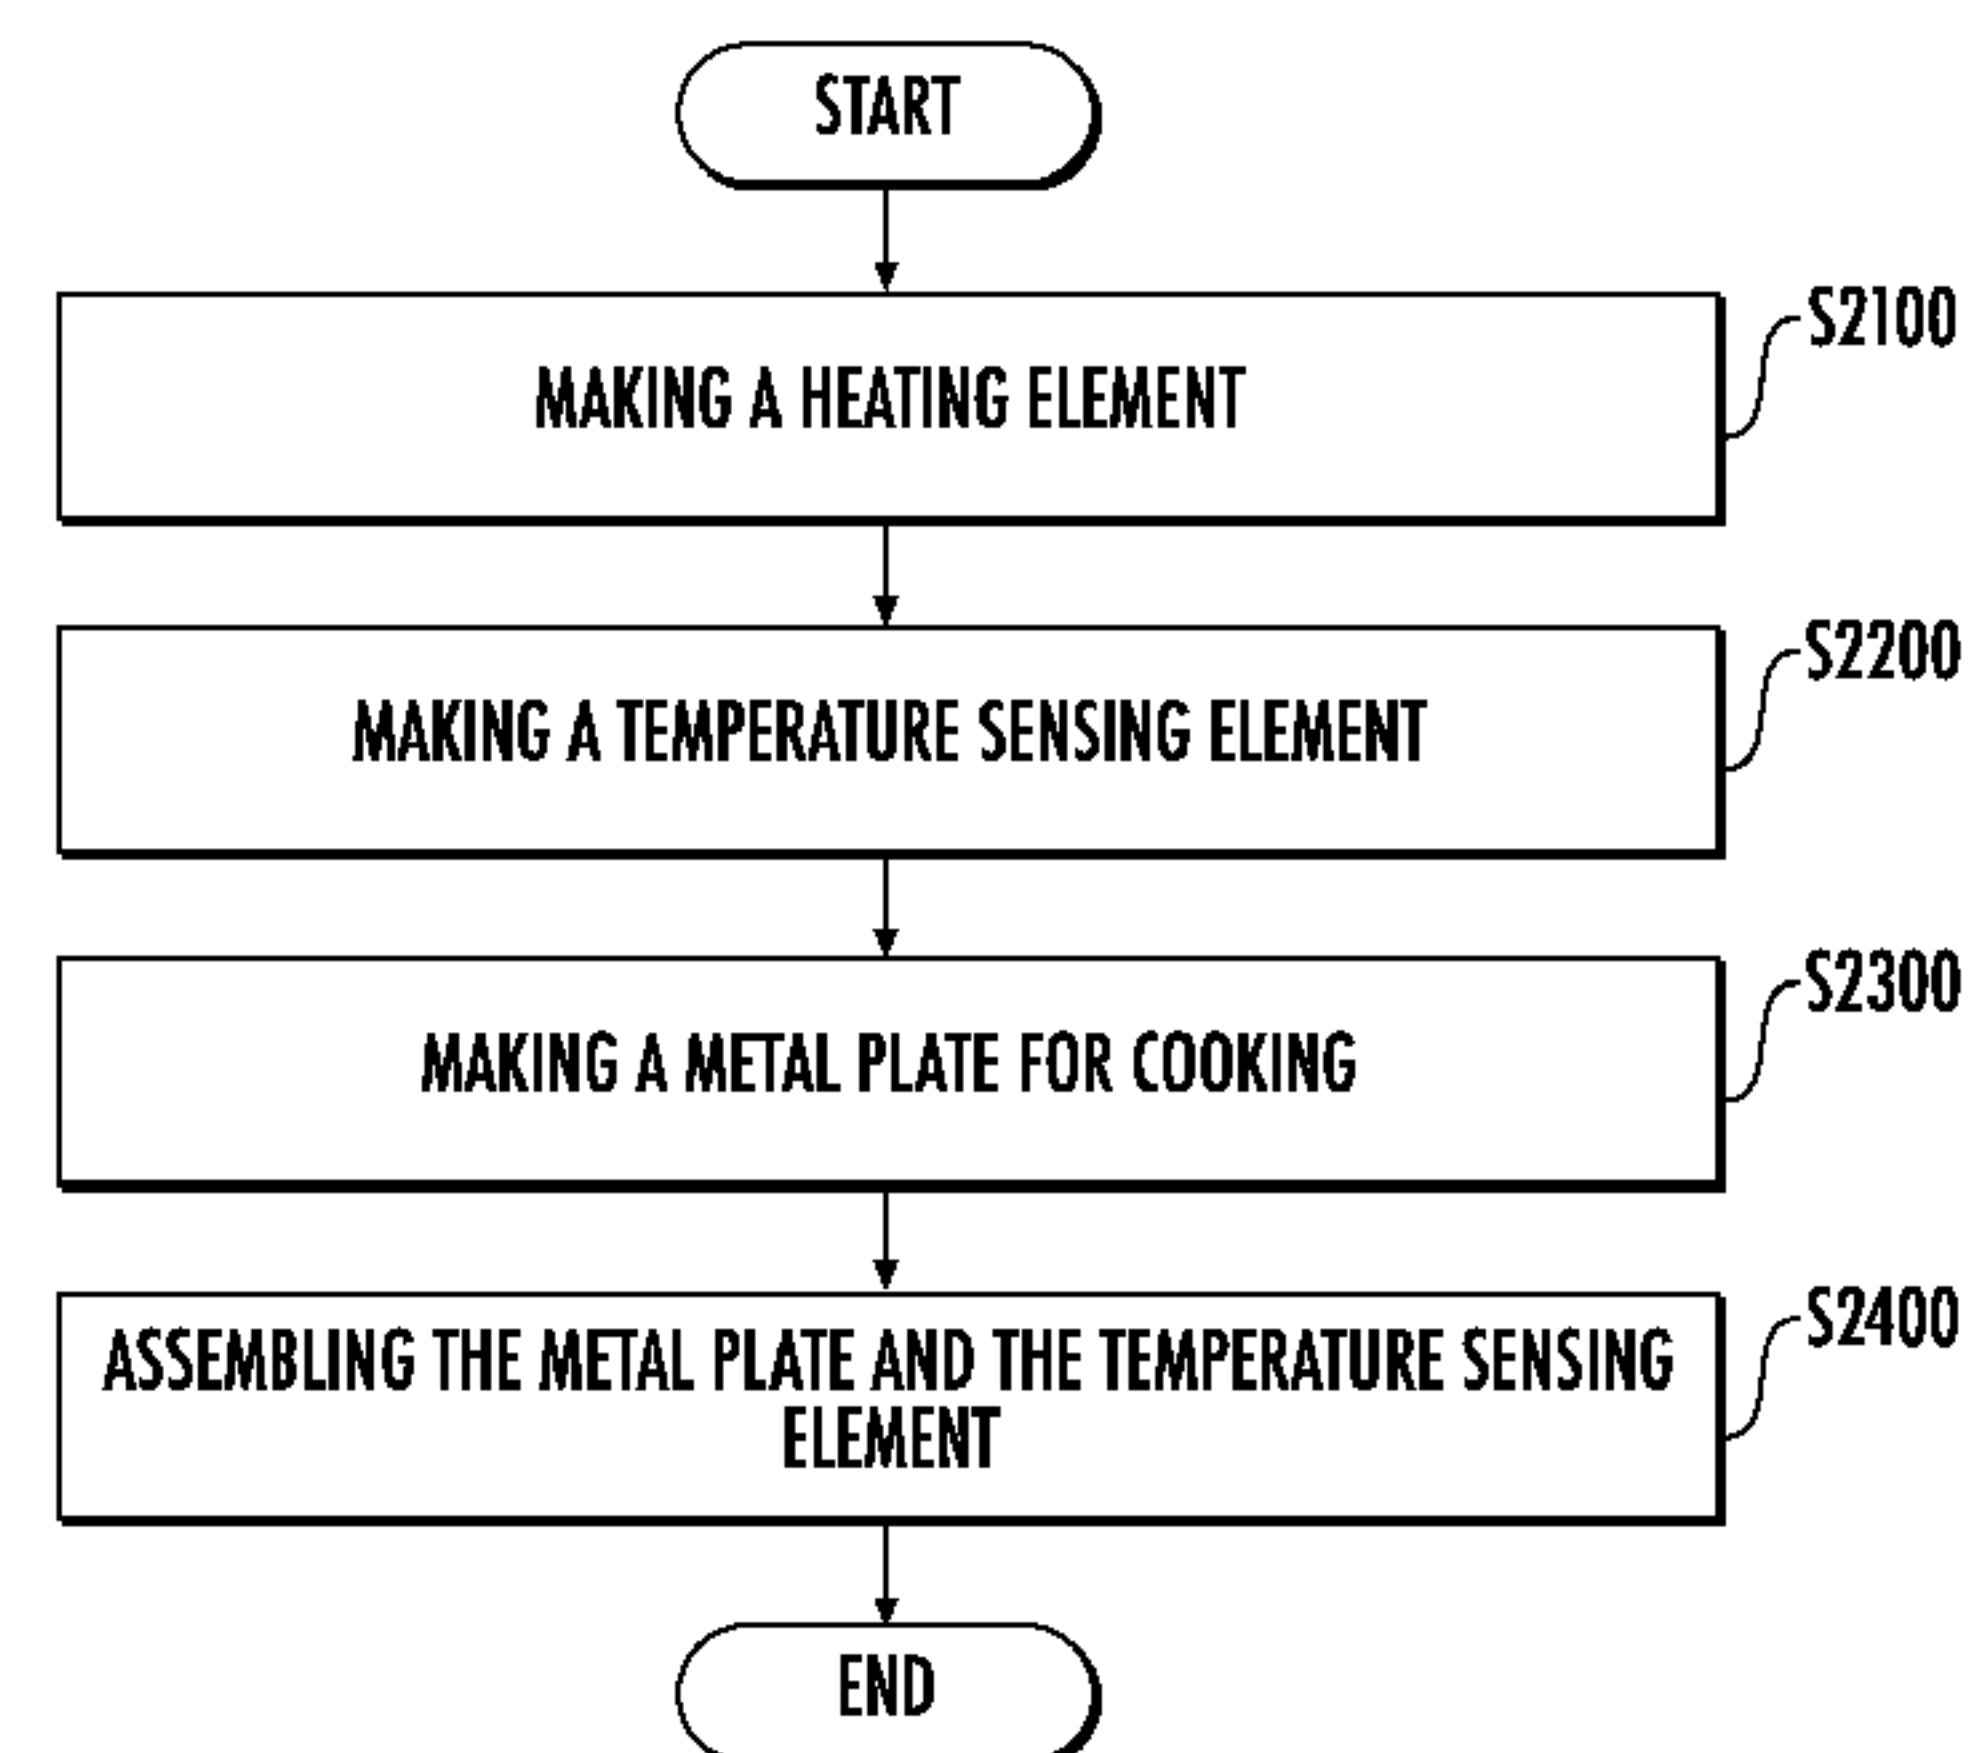 START
S2100
MAKING A HEATING ELEMENT
S2200
MAKING A TEMPERATURE SENSING ELEMENT
S2300
MAKING A METAL PLATE FOR COOKING
S2400
ASSEMBLING THE METAL PLATE AND THE TEMPERATURE SENSING
ELEMENT
END